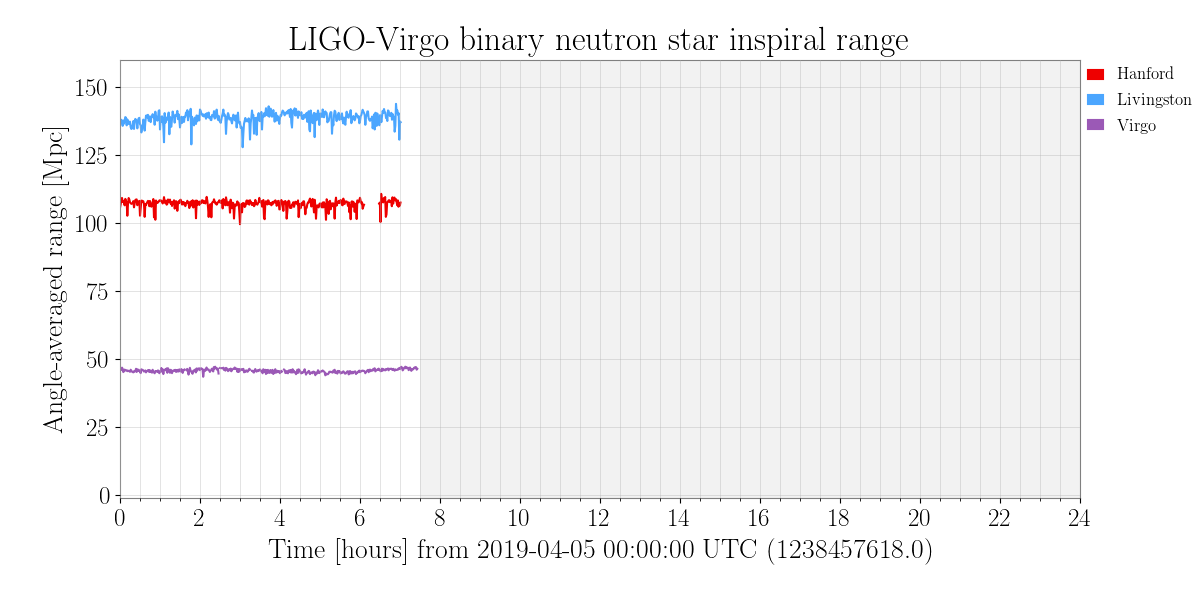 LIGO-Virgo binary neutron star inspiral range
Hanford
Livingston
Virgo
Angle-averaged range [Mpc]
150
125
100
75
50
25
0
0 2 4 6 8 10 12 14 16 18 20 22 24
Time [hours] from 2019-04-05 00:00:00 UTC (1238457618.0)